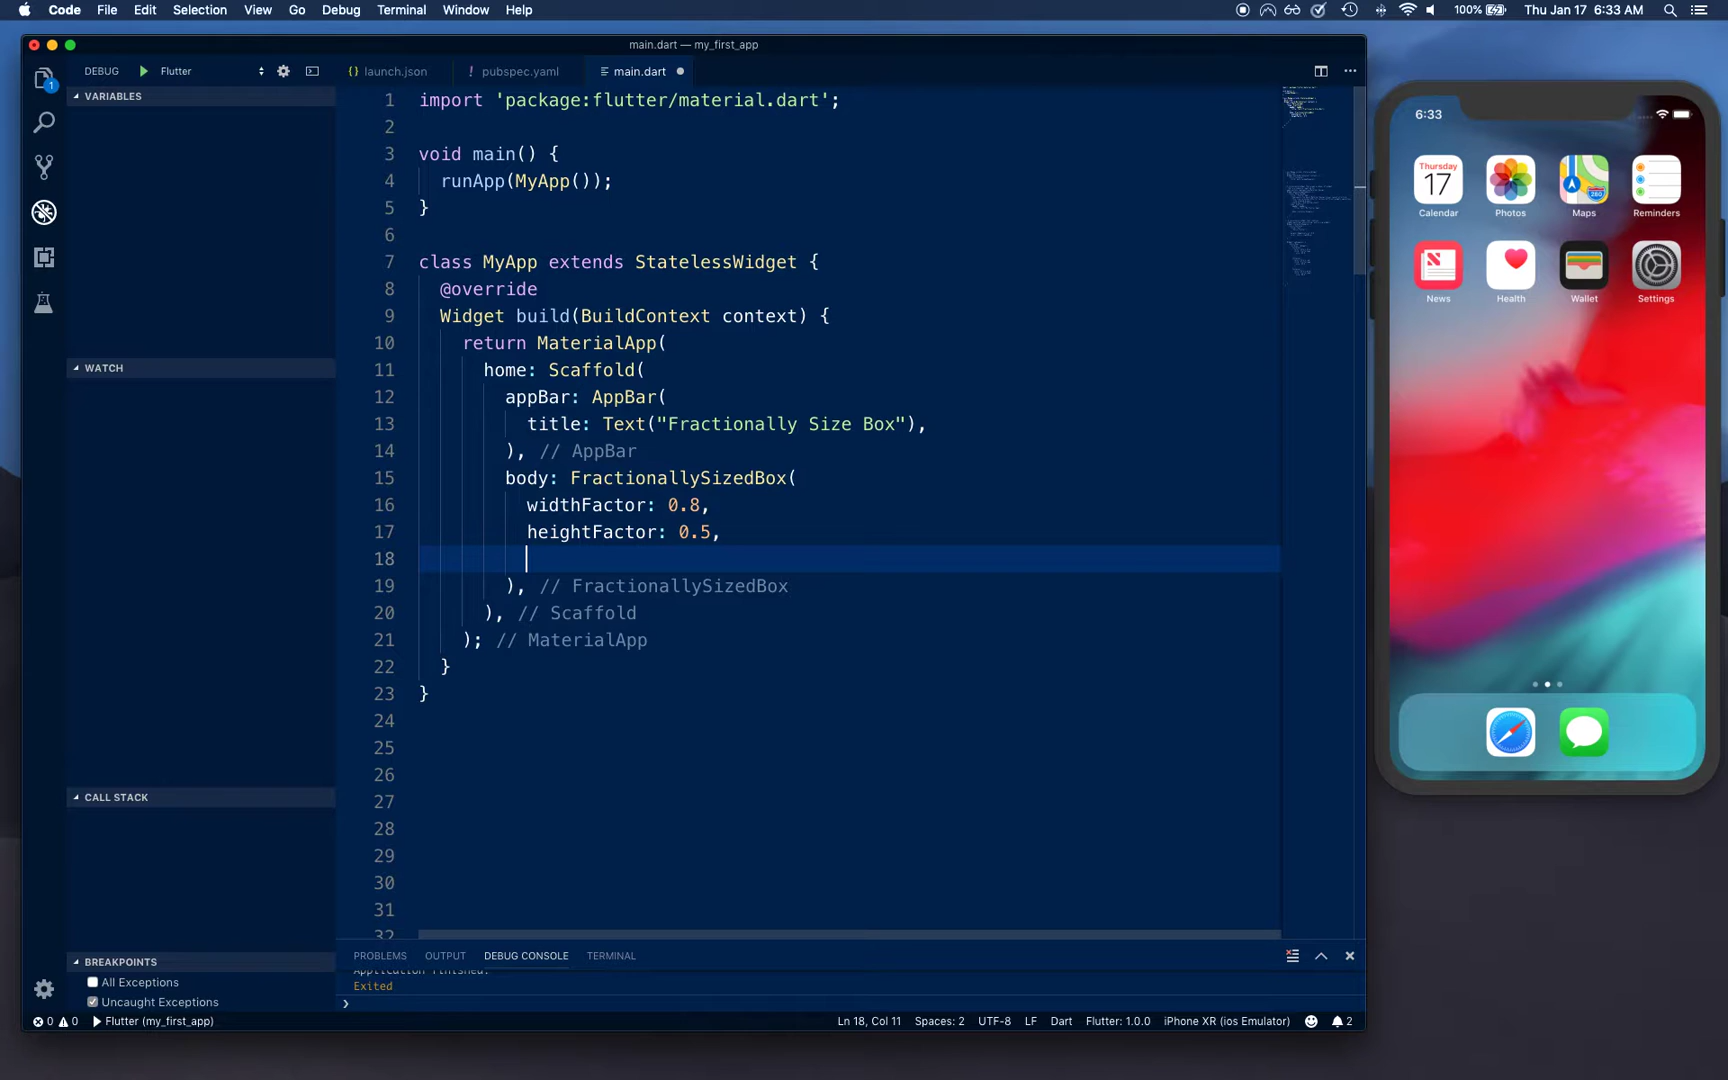 Code File Edit Selection View Go Debug Terminal Window Help 100% Thu Jan 17 6:33 AM
main.dart — my_first_app
DEBUG Flutter launch.json pubspec.yaml main.dart
VARIABLES
WATCH
CALL STACK
BREAKPOINTS
All Exceptions
Uncaught Exceptions
1 import 'package:flutter/material.dart';
2
3 void main() {
4 runApp(MyApp());
5 }
6
7 class MyApp extends StatelessWidget {
8 @override
9 Widget build(BuildContext context) {
10 return MaterialApp(
11 home: Scaffold(
12 appBar: AppBar(
13 title: Text("Fractionally Size Box"),
14 ), // AppBar
15 body: FractionallySizedBox(
16 widthFactor: 0.8,
17 heightFactor: 0.5,
18
19 ), // FractionallySizedBox
20 ), // Scaffold
21 ); // MaterialApp
22 }
23 }
24
25
26
27
28
29
30
31
32
PROBLEMS OUTPUT DEBUG CONSOLE TERMINAL
Application finished.
Exited
0 0 Flutter (my_first_app) Ln 18, Col 11 Spaces: 2 UTF-8 LF Dart Flutter: 1.0.0 iPhone XR (ios Emulator) 2
1
6:33
Thursday
17
Calendar Photos Maps Reminders
News Health Wallet Settings